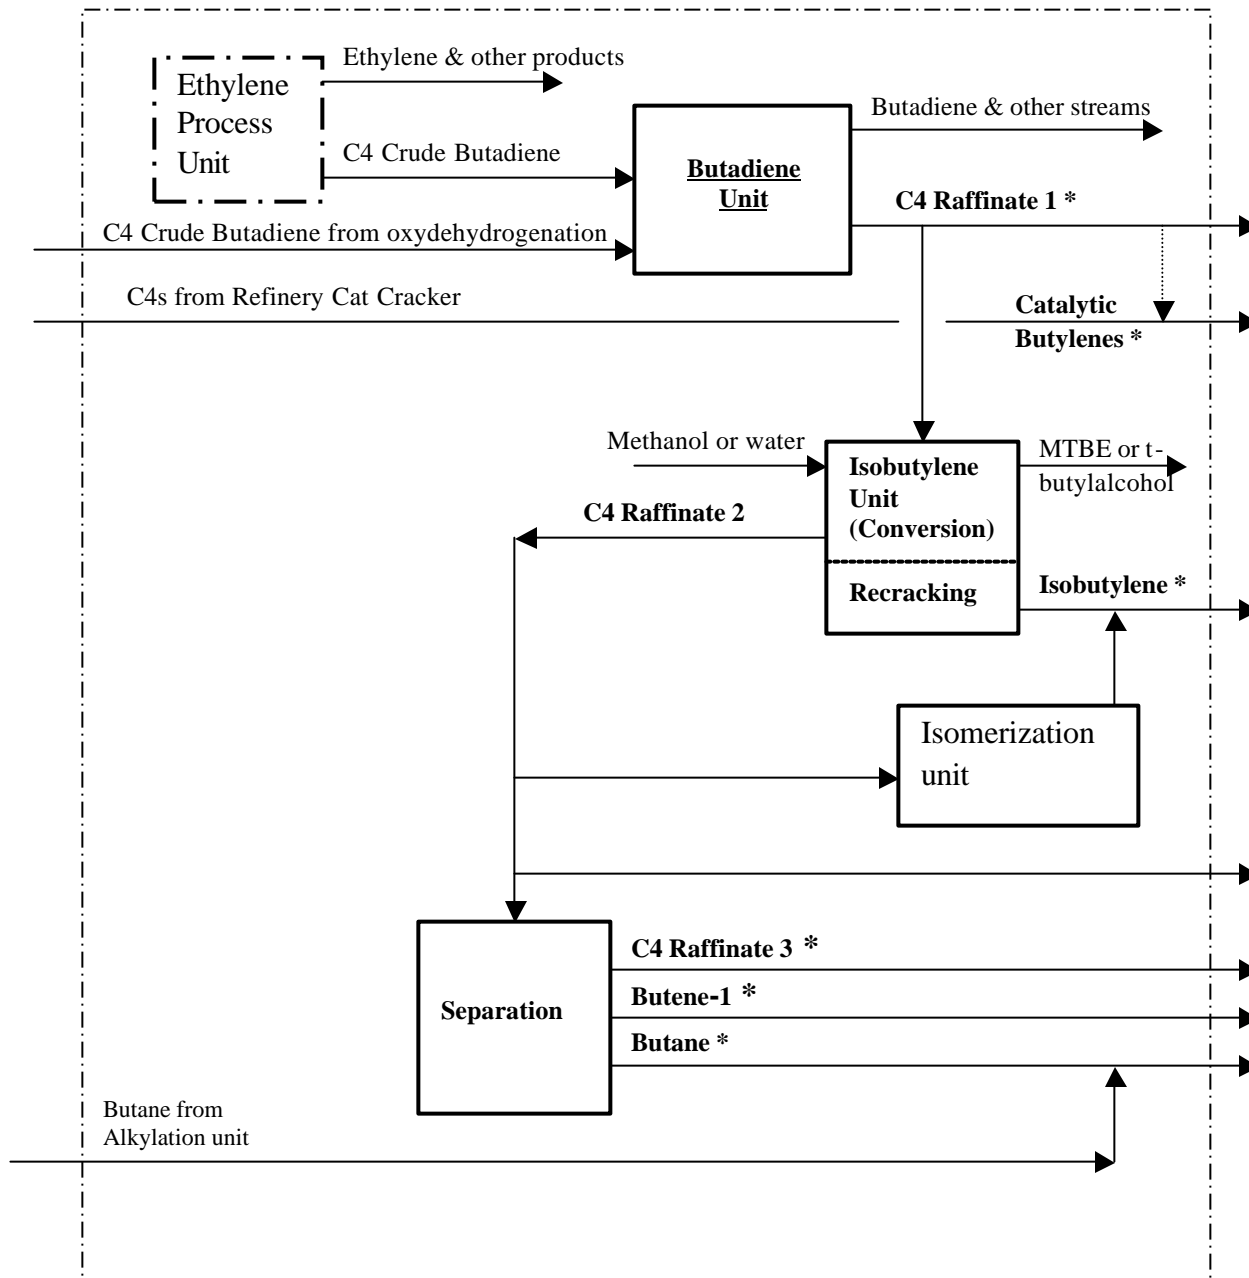 Ethylene & other products
Ethylene
Process
Unit
Butadiene & other streams
C4 Crude Butadiene
Butadiene
Unit
C4 Raffinate 1 *
C4 Crude Butadiene from oxydehydrogenation
C4s from Refinery Cat Cracker
Catalytic
Butylenes *
Methanol or water
Isobutylene
Unit
(Conversion)
MTBE or t-
butylalcohol
C4 Raffinate 2
Recracking
Isobutylene *
Isomerization
unit
C4 Raffinate 3 *
Separation
Butene-1 *
Butane *
Butane from
Alkylation unit